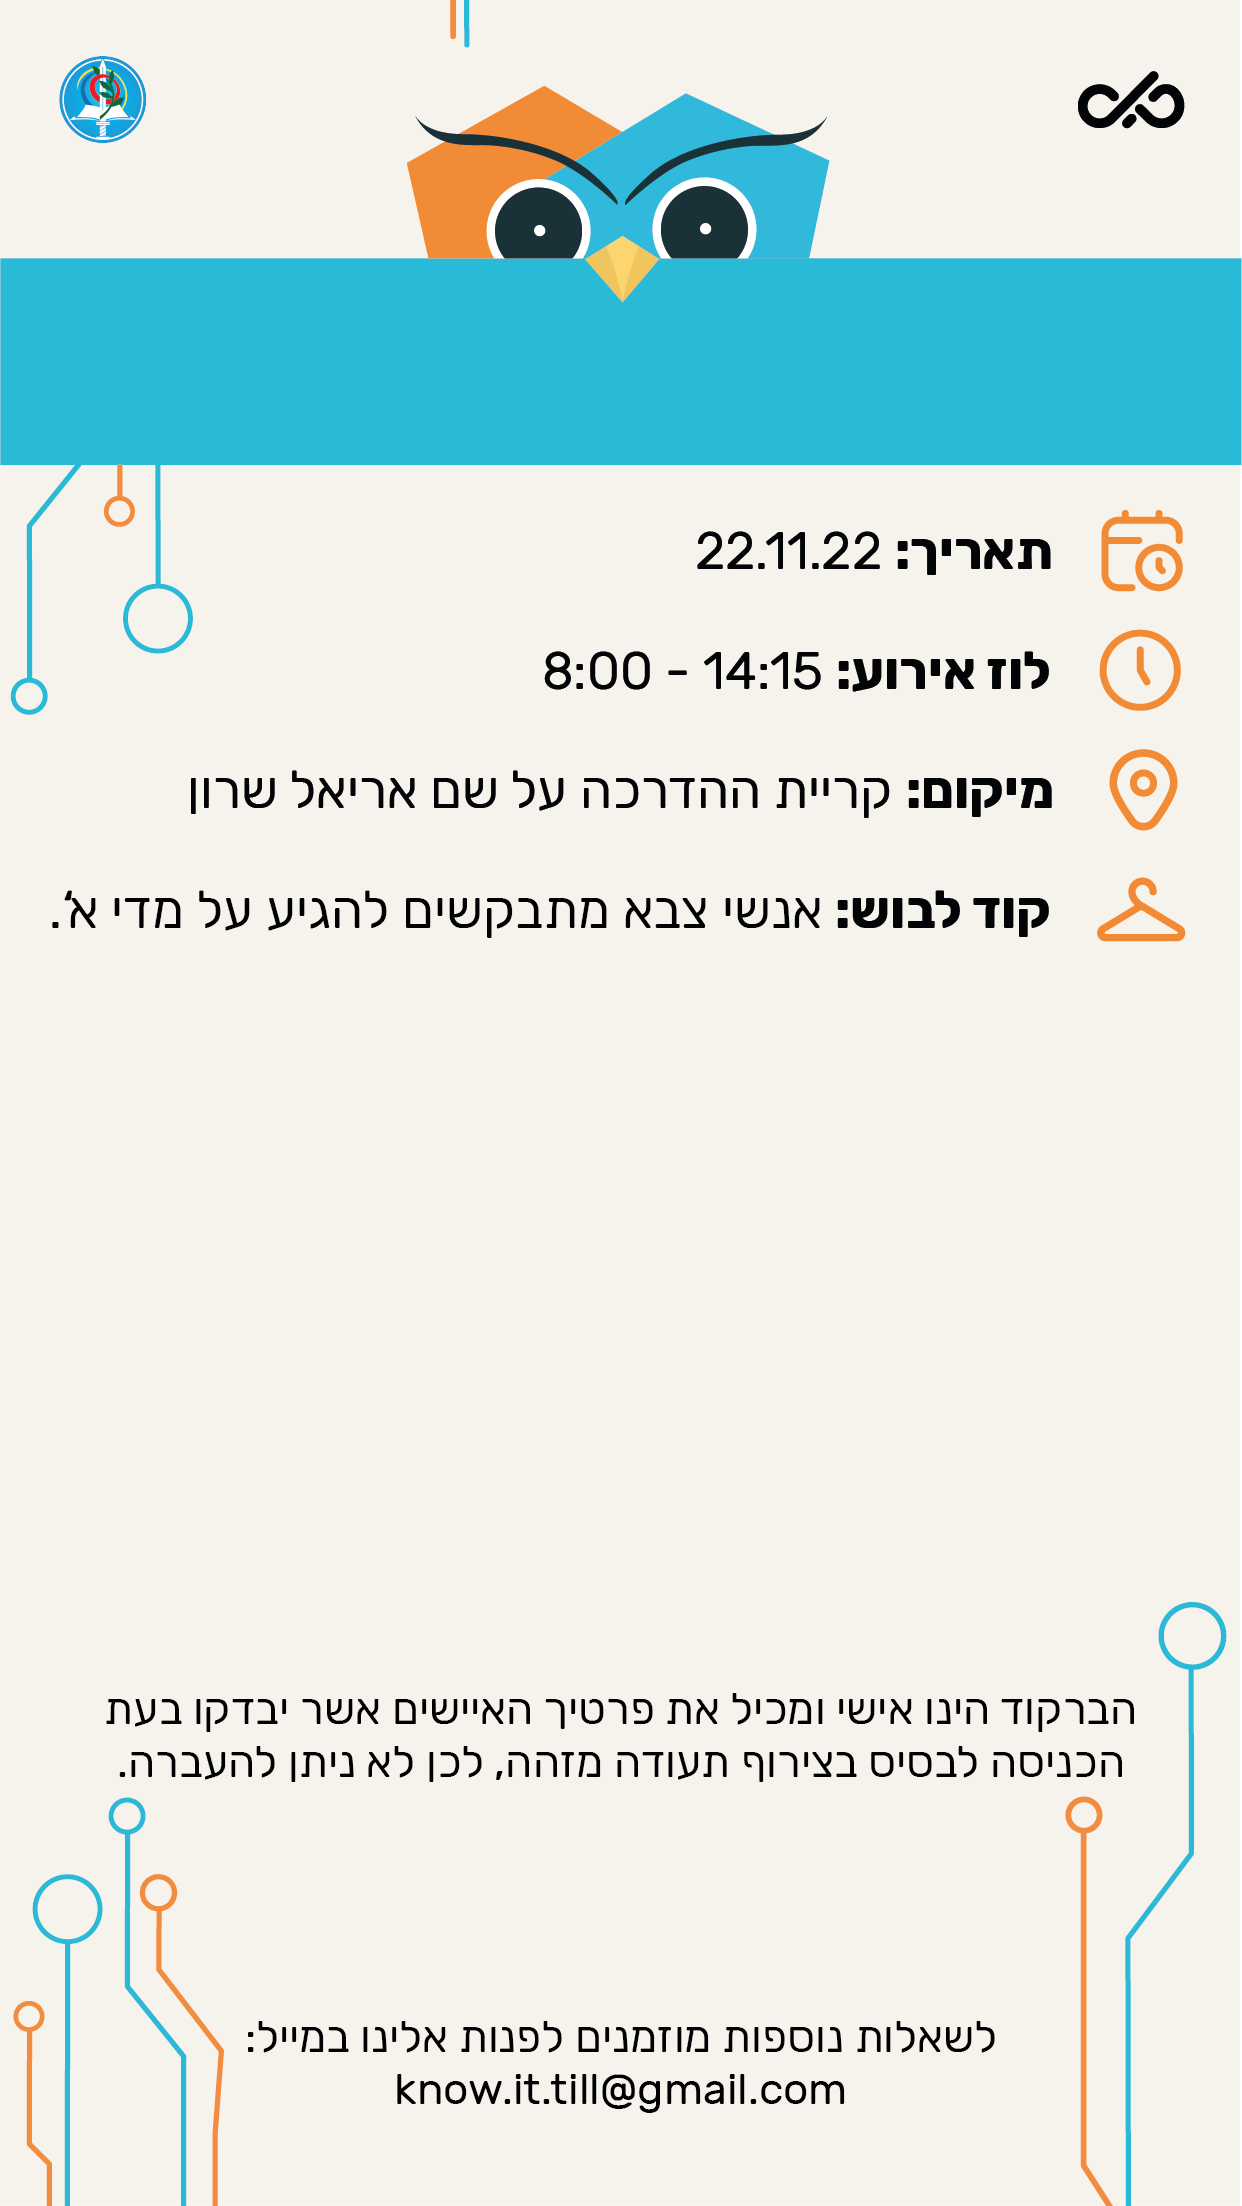 תאריך: 22.11.22
לוז אירוע: 14:15 - 8:00
מיקום: קריית ההדרכה על שם אריאל שרון
קוד לבוש: אנשי צבא מתבקשים להגיע על מדי א'.
הברקוד הינו אישי ומכיל את פרטיך האיישים אשר יבדקו בעת
הכניסה לבסיס בצירוף תעודה מזהה, לכן לא ניתן להעברה.
לשאלות נוספות מוזמנים לפנות אלינו במייל:
know.it.till@gmail.com